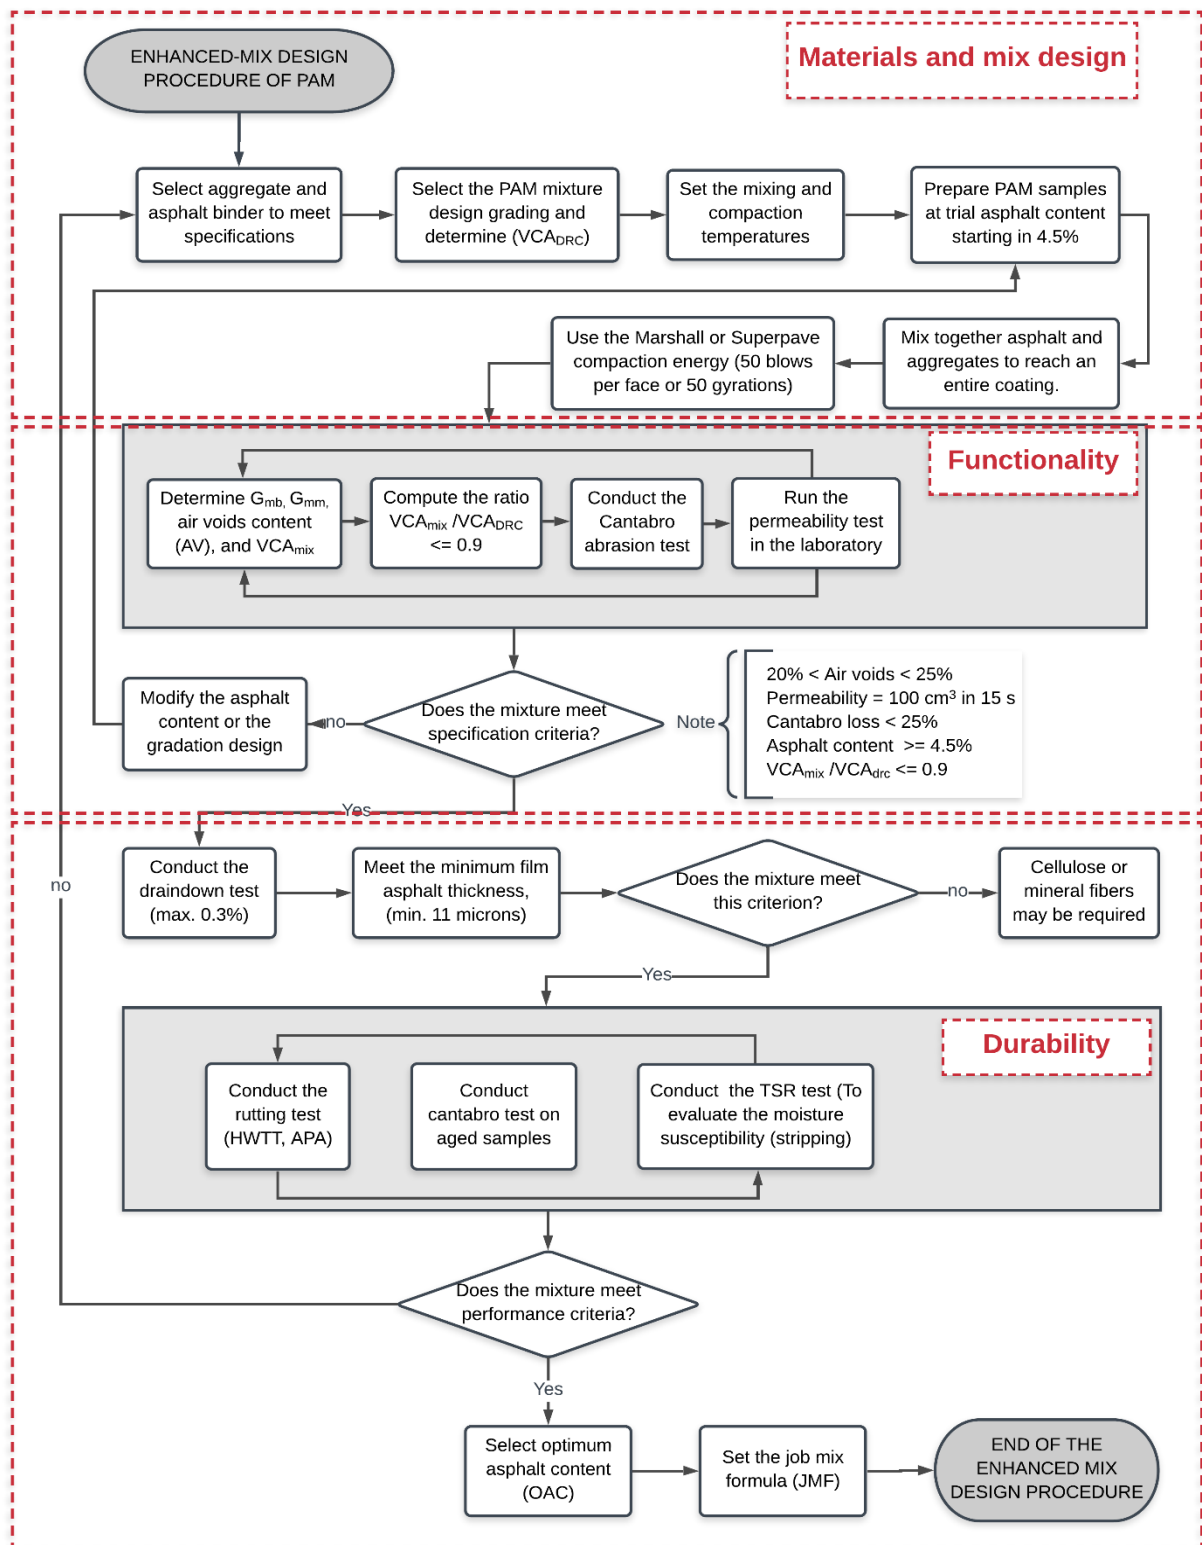 ENHANCED-MIX DESIGN
PROCEDURE OF PAM
Materials and mix design
Select aggregate and
asphalt binder to meet
specifications
Select the PAM mixture
design grading and
determine (VCADRC)
Set the mixing and
compaction
temperatures
Prepare PAM samples
at trial asphalt content
starting in 4.5%
Use the Marshall or Superpave
compaction energy (50 blows
per face or 50 gyrations)
Mix together asphalt and
aggregates to reach an
entire coating.
Functionality
Determine Gmb, Gmm,
air voids content
(AV), and VCAmix
Compute the ratio
VCAmix /VCADRC
<= 0.9
Conduct the
Cantabro
abrasion test
Run the
permeability test
in the laboratory
Modify the asphalt
content or the
gradation design
no
Does the mixture meet
specification criteria?
Note
20% < Air voids < 25%
Permeability = 100 cm³ in 15 s
Cantabro loss < 25%
Asphalt content >= 4.5%
VCAmix /VCAdrc <= 0.9
Yes
no
Conduct the
draindown test
(max. 0.3%)
Meet the minimum film
asphalt thickness,
(min. 11 microns)
Does the mixture meet
this criterion?
no
Cellulose or
mineral fibers
may be required
Yes
Durability
Conduct the
rutting test
(HWTT, APA)
Conduct
cantabro test on
aged samples
Conduct the TSR test (To
evaluate the moisture
susceptibility (stripping)
Does the mixture meet
performance criteria?
Yes
Select optimum
asphalt content
(OAC)
Set the job mix
formula (JMF)
END OF THE
ENHANCED MIX
DESIGN PROCEDURE